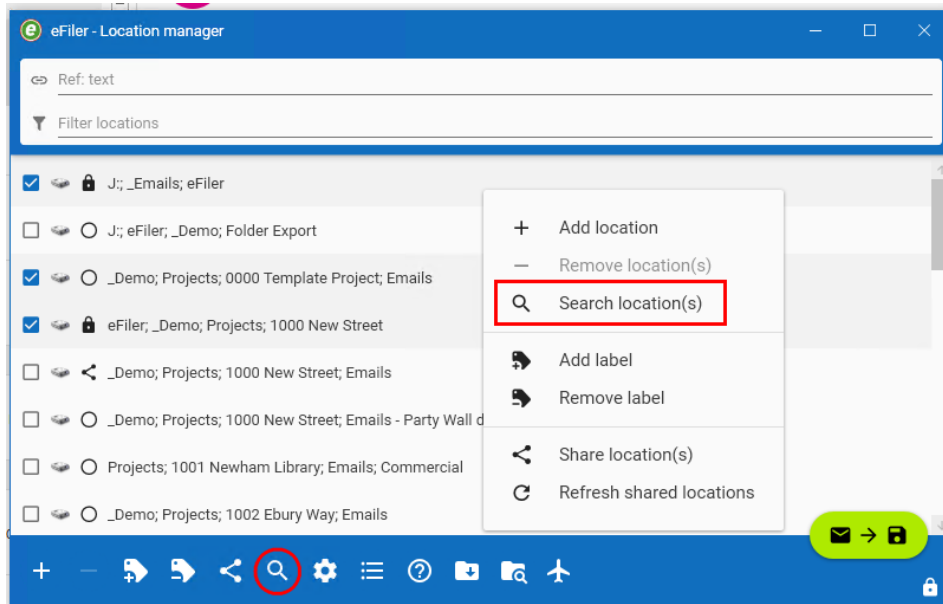 eFiler - Location manager
Ref: text
Filter locations
J:; _Emails; eFiler
J:; eFiler; _Demo; Folder Export
_Demo; Projects; 0000 Template Project; Emails
eFiler; _Demo; Projects; 1000 New Street
_Demo; Projects; 1000 New Street; Emails
_Demo; Projects; 1000 New Street; Emails - Party Wall d
Projects; 1001 Newham Library; Emails; Commercial
_Demo; Projects; 1002 Ebury Way; Emails
Add location
Remove location(s)
Search location(s)
Add label
Remove label
Share location(s)
Refresh shared locations